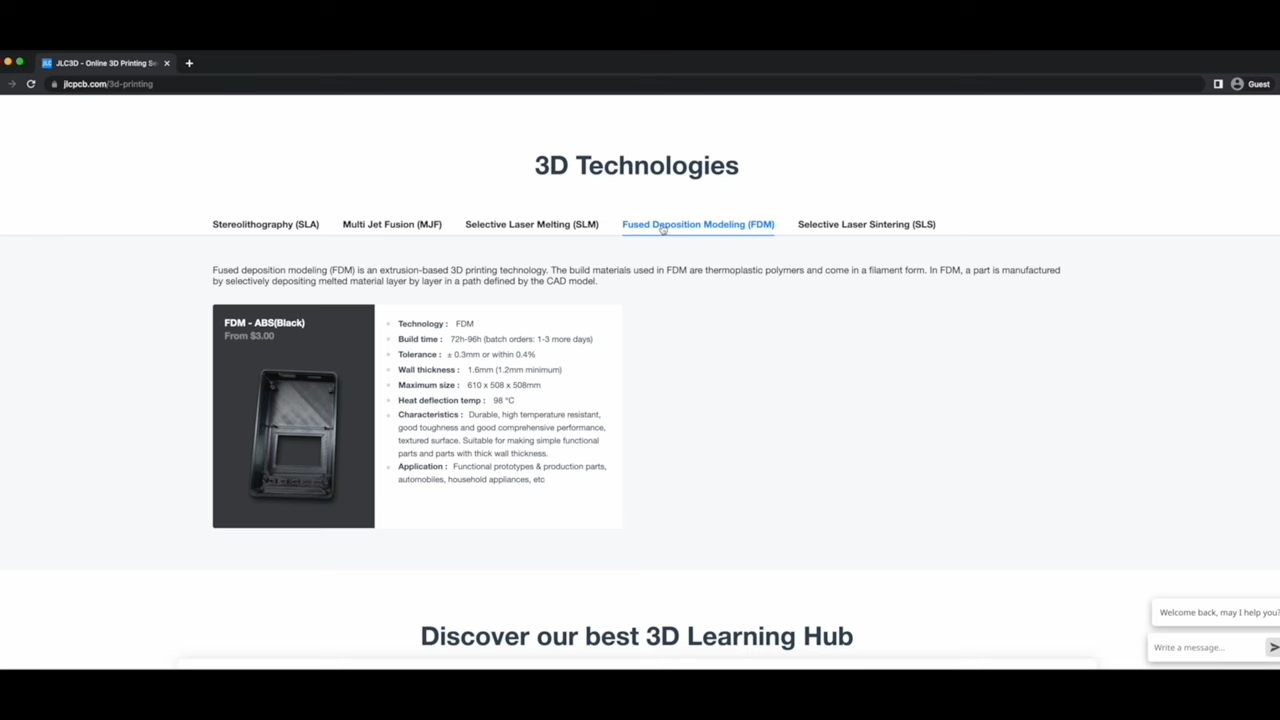 JLC3D - Online 3D Printing Se
jlcpcb.com/3d-printing
Guest
3D Technologies
Stereolithography (SLA)
Multi Jet Fusion (MJF)
Selective Laser Melting (SLM)
Fused Deposition Modeling (FDM)
Selective Laser Sintering (SLS)
Fused deposition modeling (FDM) is an extrusion-based 3D printing technology. The build materials used in FDM are thermoplastic polymers and come in a filament form. In FDM, a part is manufactured
by selectively depositing melted material layer by layer in a path defined by the CAD model.
FDM - ABS(Black)
From $3.00
Technology : FDM
Build time : 72h-96h (batch orders: 1-3 more days)
Tolerance : ± 0.3mm or within 0.4%
Wall thickness : 1.6mm (1.2mm minimum)
Maximum size : 610 x 508 x 508mm
Heat deflection temp : 98 °C
Characteristics : Durable, high temperature resistant,
good toughness and good comprehensive performance,
textured surface. Suitable for making simple functional
parts and parts with thick wall thickness.
Application : Functional prototypes & production parts,
automobiles, household appliances, etc
Discover our best 3D Learning Hub
Welcome back, may I help you?
Write a message...